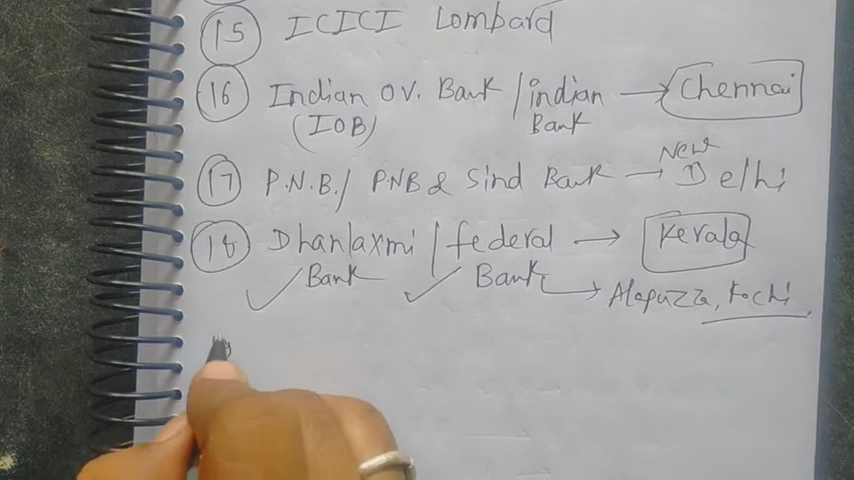 15 ICICI Lombard
16 Indian OV. Bank / indian Bank → Chennai
(IOB)
17 P.N.B. / PNB & Sind Bank → New Delhi
18 Dhanlaxmi / federal → Kerala
Bank Bank → Alapuzza, Kochi